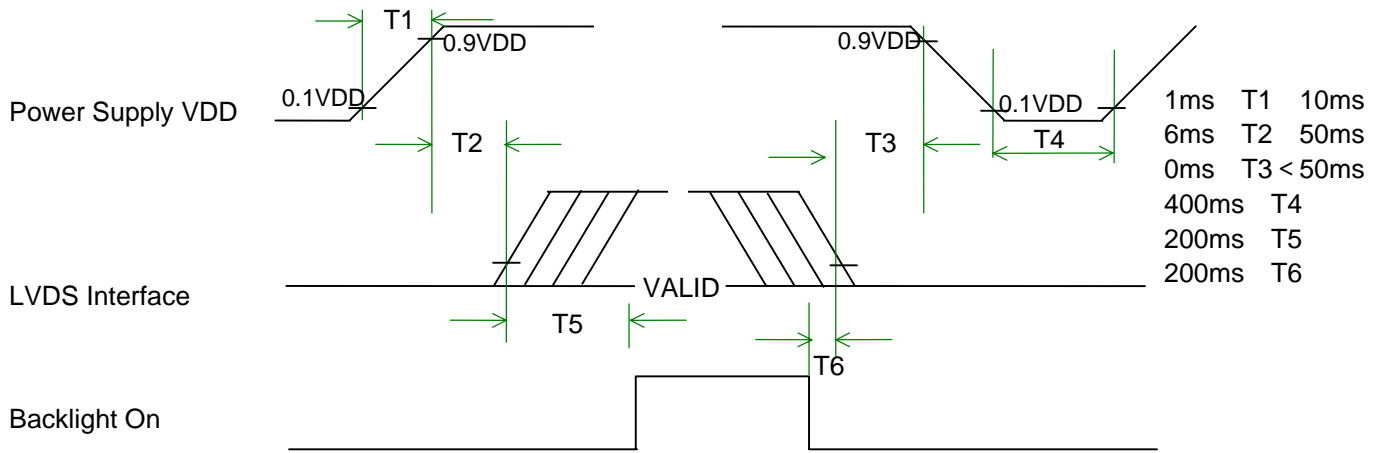 T1
0.9VDD
0.9VDD
Power Supply VDD
0.1VDD
0.1VDD
T2
T3
T4
1ms T1 10ms
6ms T2 50ms
0ms T3 < 50ms
400ms T4
200ms T5
200ms T6
LVDS Interface
VALID
T5
T6
Backlight On